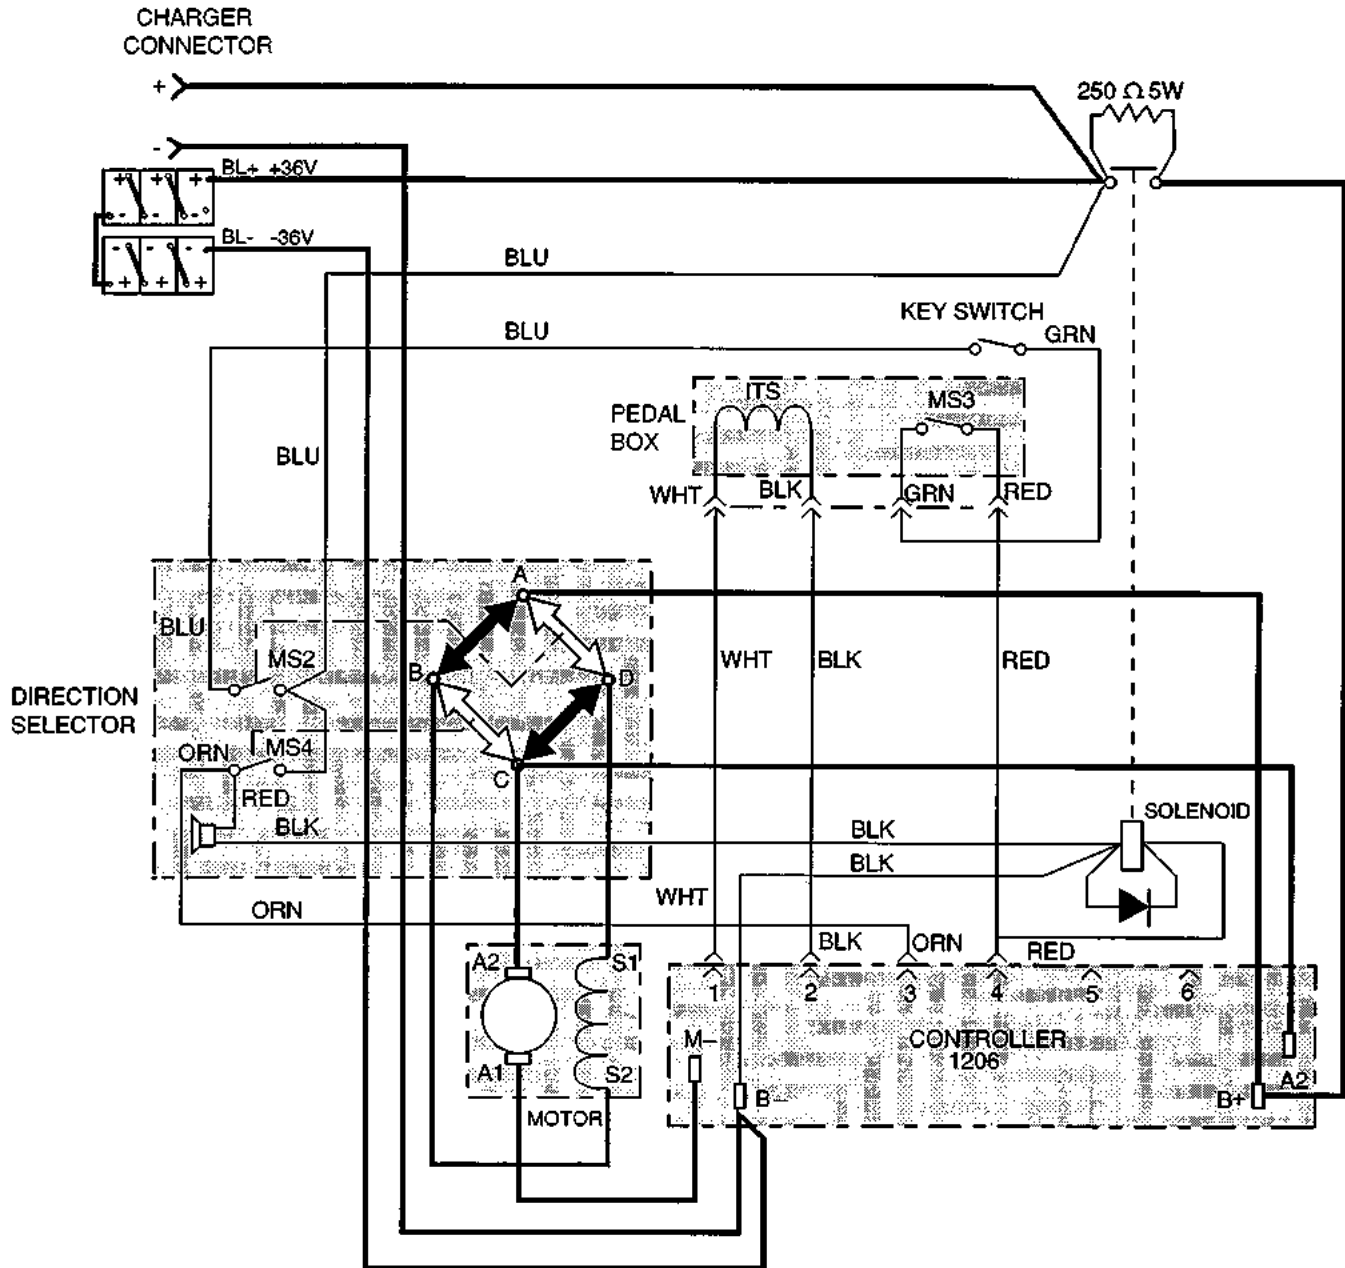 CHARGER
CONNECTOR
+
-
250 Ω 5W
BL+ +36V
+ + +
- - -
BL- -36V
- - -
+ + +
BLU
BLU
KEY SWITCH
GRN
ITS
MS3
PEDAL
BOX
BLU
WHT
BLK
GRN
RED
A
BLU
MS2
B
D
WHT
BLK
RED
DIRECTION
SELECTOR
ORN
MS4
C
RED
BLK
BLK
SOLENOID
BLK
WHT
ORN
BLK
ORN
RED
A2
S1
1
2
3
4
5
6
M-
CONTROLLER
1206
A1
S2
A2
B-
B+
MOTOR